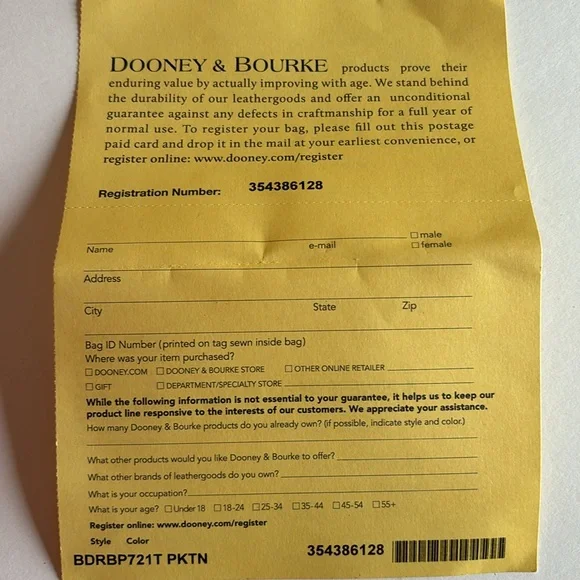 DOONEY & BOURKE products prove their
enduring value by actually improving with age. We stand behind
the durability of our leathergoods and offer an unconditional
guarantee against any defects in craftmanship for a full year of
normal use. To register your bag, please fill out this postage
paid card and drop it in the mail at your earliest convenience, or
register online: www.dooney.com/register
Registration Number: 354386128
male
Name e-mail female
Address
City State Zip
Bag ID Number (printed on tag sewn inside bag)
Where was your item purchased?
DOONEY.COM DOONEY & BOURKE STORE OTHER ONLINE RETAILER
GIFT DEPARTMENT/SPECIALTY STORE
While the following information is not essential to your guarantee, it helps us to keep our
product line responsive to the interests of our customers. We appreciate your assistance.
How many Dooney & Bourke products do you already own? (if possible, indicate style and color.)
What other products would you like Dooney & Bourke to offer?
What other brands of leathergoods do you own?
What is your occupation?
What is your age? Under 18 18-24 25-34 35-44 45-54 55+
Register online: www.dooney.com/register
Style Color
BDRBP721T PKTN 354386128